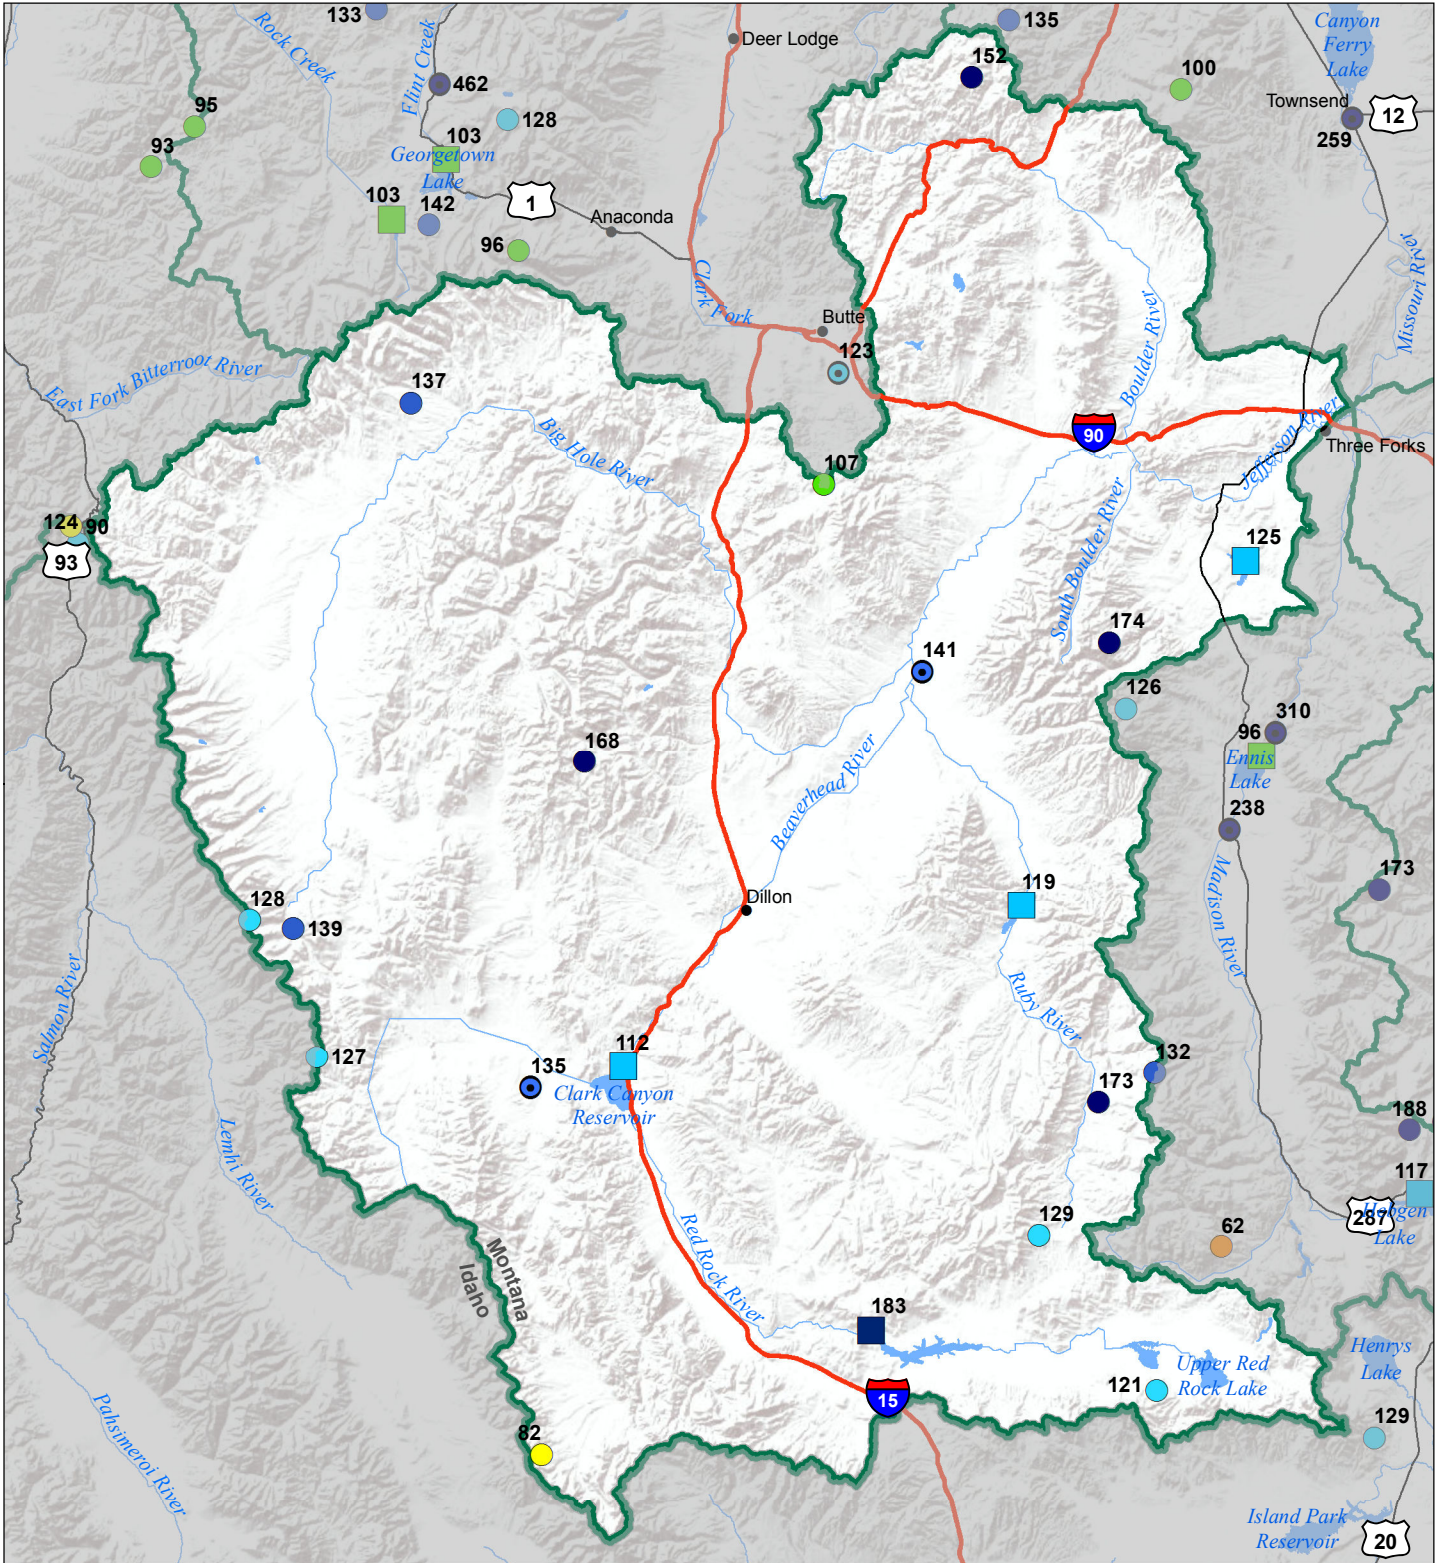 133
Rock Creek
Flint Creek
Deer Lodge
135
Canyon
Ferry
Lake
152
100
462
95
128
Townsend
12
259
103
93
Georgetown
Lake
103
142
1
Anaconda
96
Clark Fork
Missouri River
Butte
123
Boulder River
East Fork Bitterroot River
137
Big Hole River
90
Jefferson River
Three Forks
107
124
90
93
South Boulder River
125
174
141
126
310
96
Ennis
Lake
168
Beaverhead River
238
Madison River
173
119
Dillon
128
139
Salmon River
Ruby River
127
112
135
Clark Canyon
Reservoir
132
173
Lemhi River
188
117
287
Hebgen
Lake
129
62
Red Rock River
Montana
Idaho
183
Henrys
Lake
Upper Red
Rock Lake
121
15
Pahsimeroi River
82
129
Island Park
Reservoir
20